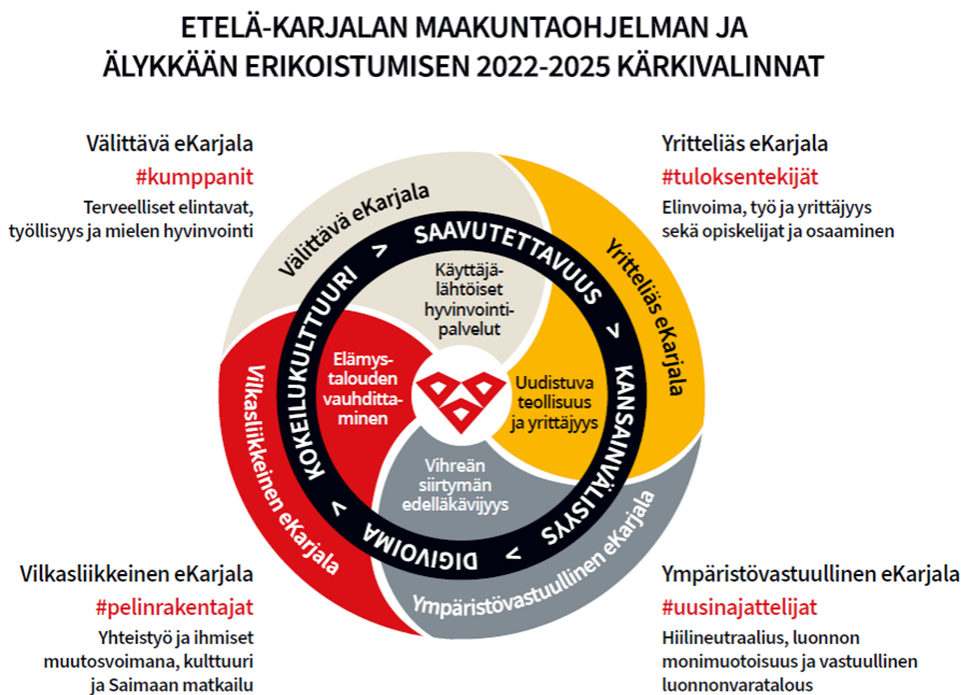 ETELÄ-KARJALAN MAAKUNTAOHJELMAN JA
ÄLYKKÄÄN ERIKOISTUMISEN 2022-2025 KÄRKIVALINNAT
Välittävä eKarjala
#kumppanit
Terveelliset elintavat,
työllisyys ja mielen hyvinvointi
Yritteliäs eKarjala
#tuloksentekijät
Elinvoima, työ ja yrittäjyys
sekä opiskelijat ja osaaminen
Välittävä eKarjala
Yritteliäs eKarjala
Ympäristövastuullinen eKarjala
Vilkasliikkeinen eKarjala
SAAVUTETTAVUUS >
KANSAINVÄLISYYS >
DIGIVOIMA >
KOKEILUKULTTUURI >
Käyttäjä-
lähtöiset
hyvinvointi-
palvelut
Elämys-
talouden
vauhditta-
minen
Uudistuva
teollisuus
ja yrittäjyys
Vihreän
siirtymän
edelläkävijyys
Vilkasliikkeinen eKarjala
#pelinrakentajat
Yhteistyö ja ihmiset
muutosvoimana, kulttuuri
ja Saimaan matkailu
Ympäristövastuullinen eKarjala
#uusinajattelijat
Hiilineutraalius, luonnon
monimuotoisuus ja vastuullinen
luonnonvaratalous